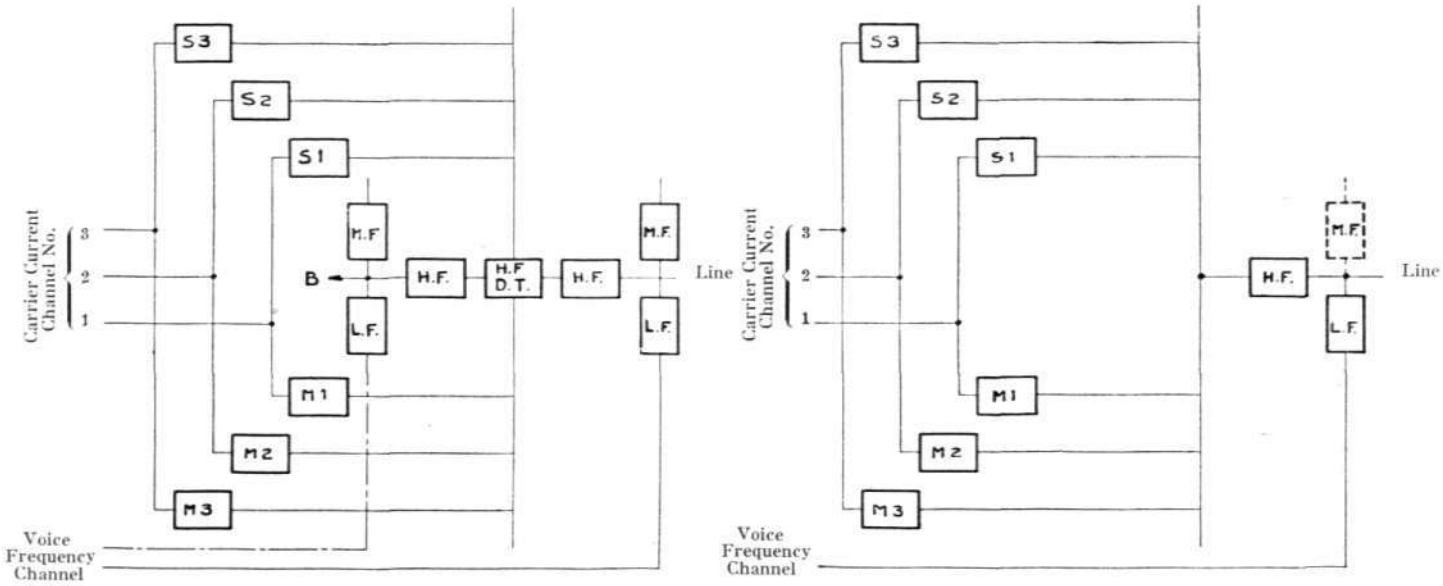 S3
S2
S1
Carrier Current
Channel No.
3
2
1
M.F.
B
H.F.
H.F.
D.T.
H.F.
L.F.
M.F.
Line
L.F.
M1
M2
M3
Voice
Frequency
Channel
S3
S2
S1
Carrier Current
Channel No.
3
2
1
M.F.
H.F.
Line
L.F.
M1
M2
M3
Voice
Frequency
Channel